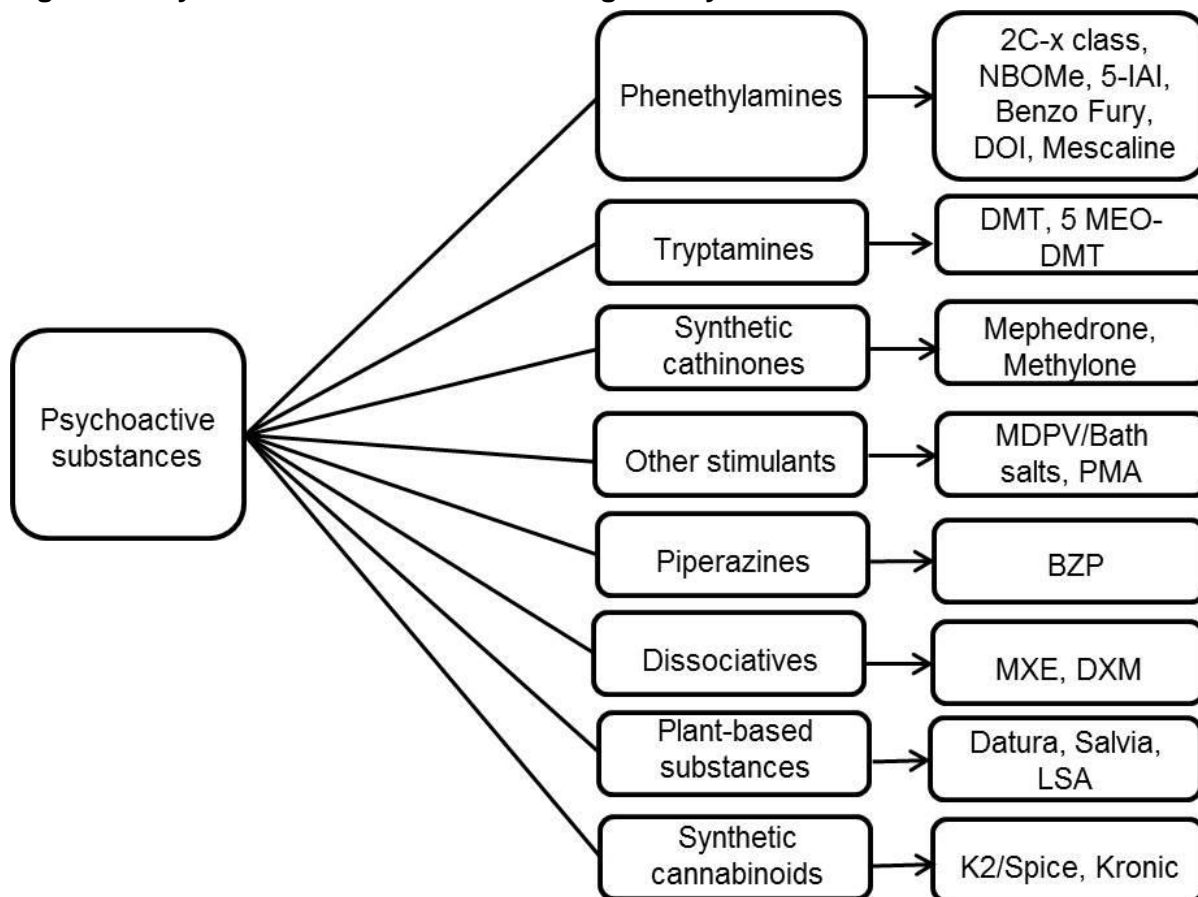 Phenethylamines
2C-x class,
NBOMe, 5-IAI,
Benzo Fury,
DOI, Mescaline
Tryptamines
DMT, 5 MEO-
DMT
Synthetic
cathinones
Mephedrone,
Methylone
Psychoactive
substances
Other stimulants
MDPV/Bath
salts, PMA
Piperazines
BZP
Dissociatives
MXE, DXM
Plant-based
substances
Datura, Salvia,
LSA
Synthetic
cannabinoids
K2/Spice, Kronic